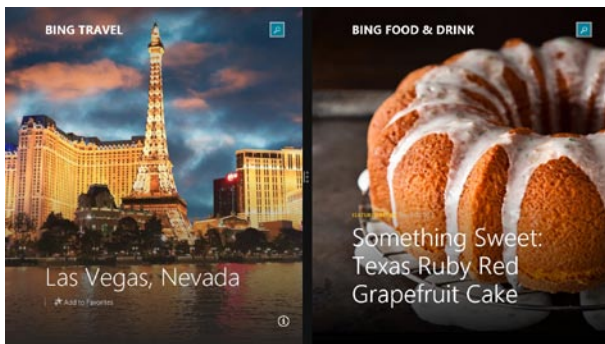 BING TRAVEL
Las Vegas, Nevada
Add to Favorites
BING FOOD & DRINK
Something Sweet:
Texas Ruby Red
Grapefruit Cake